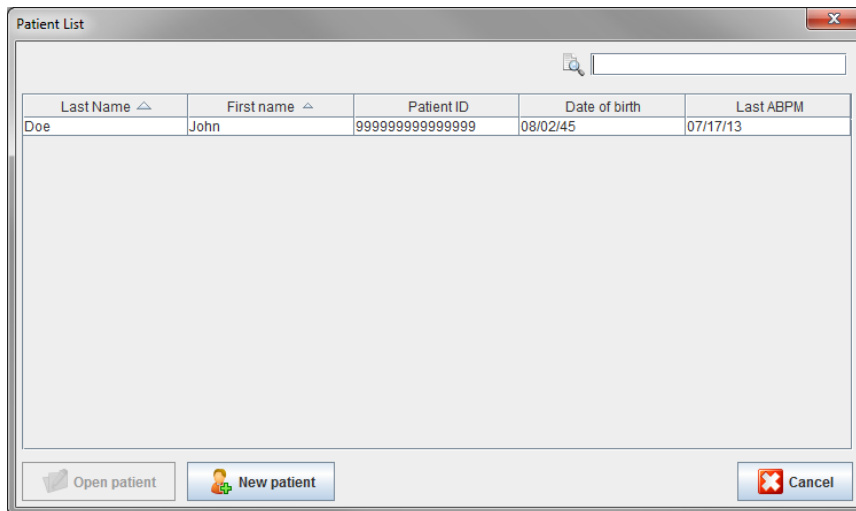 Patient List
Last Name First name Patient ID Date of birth Last ABPM
Doe John 999999999999999 08/02/45 07/17/13
Open patient New patient Cancel